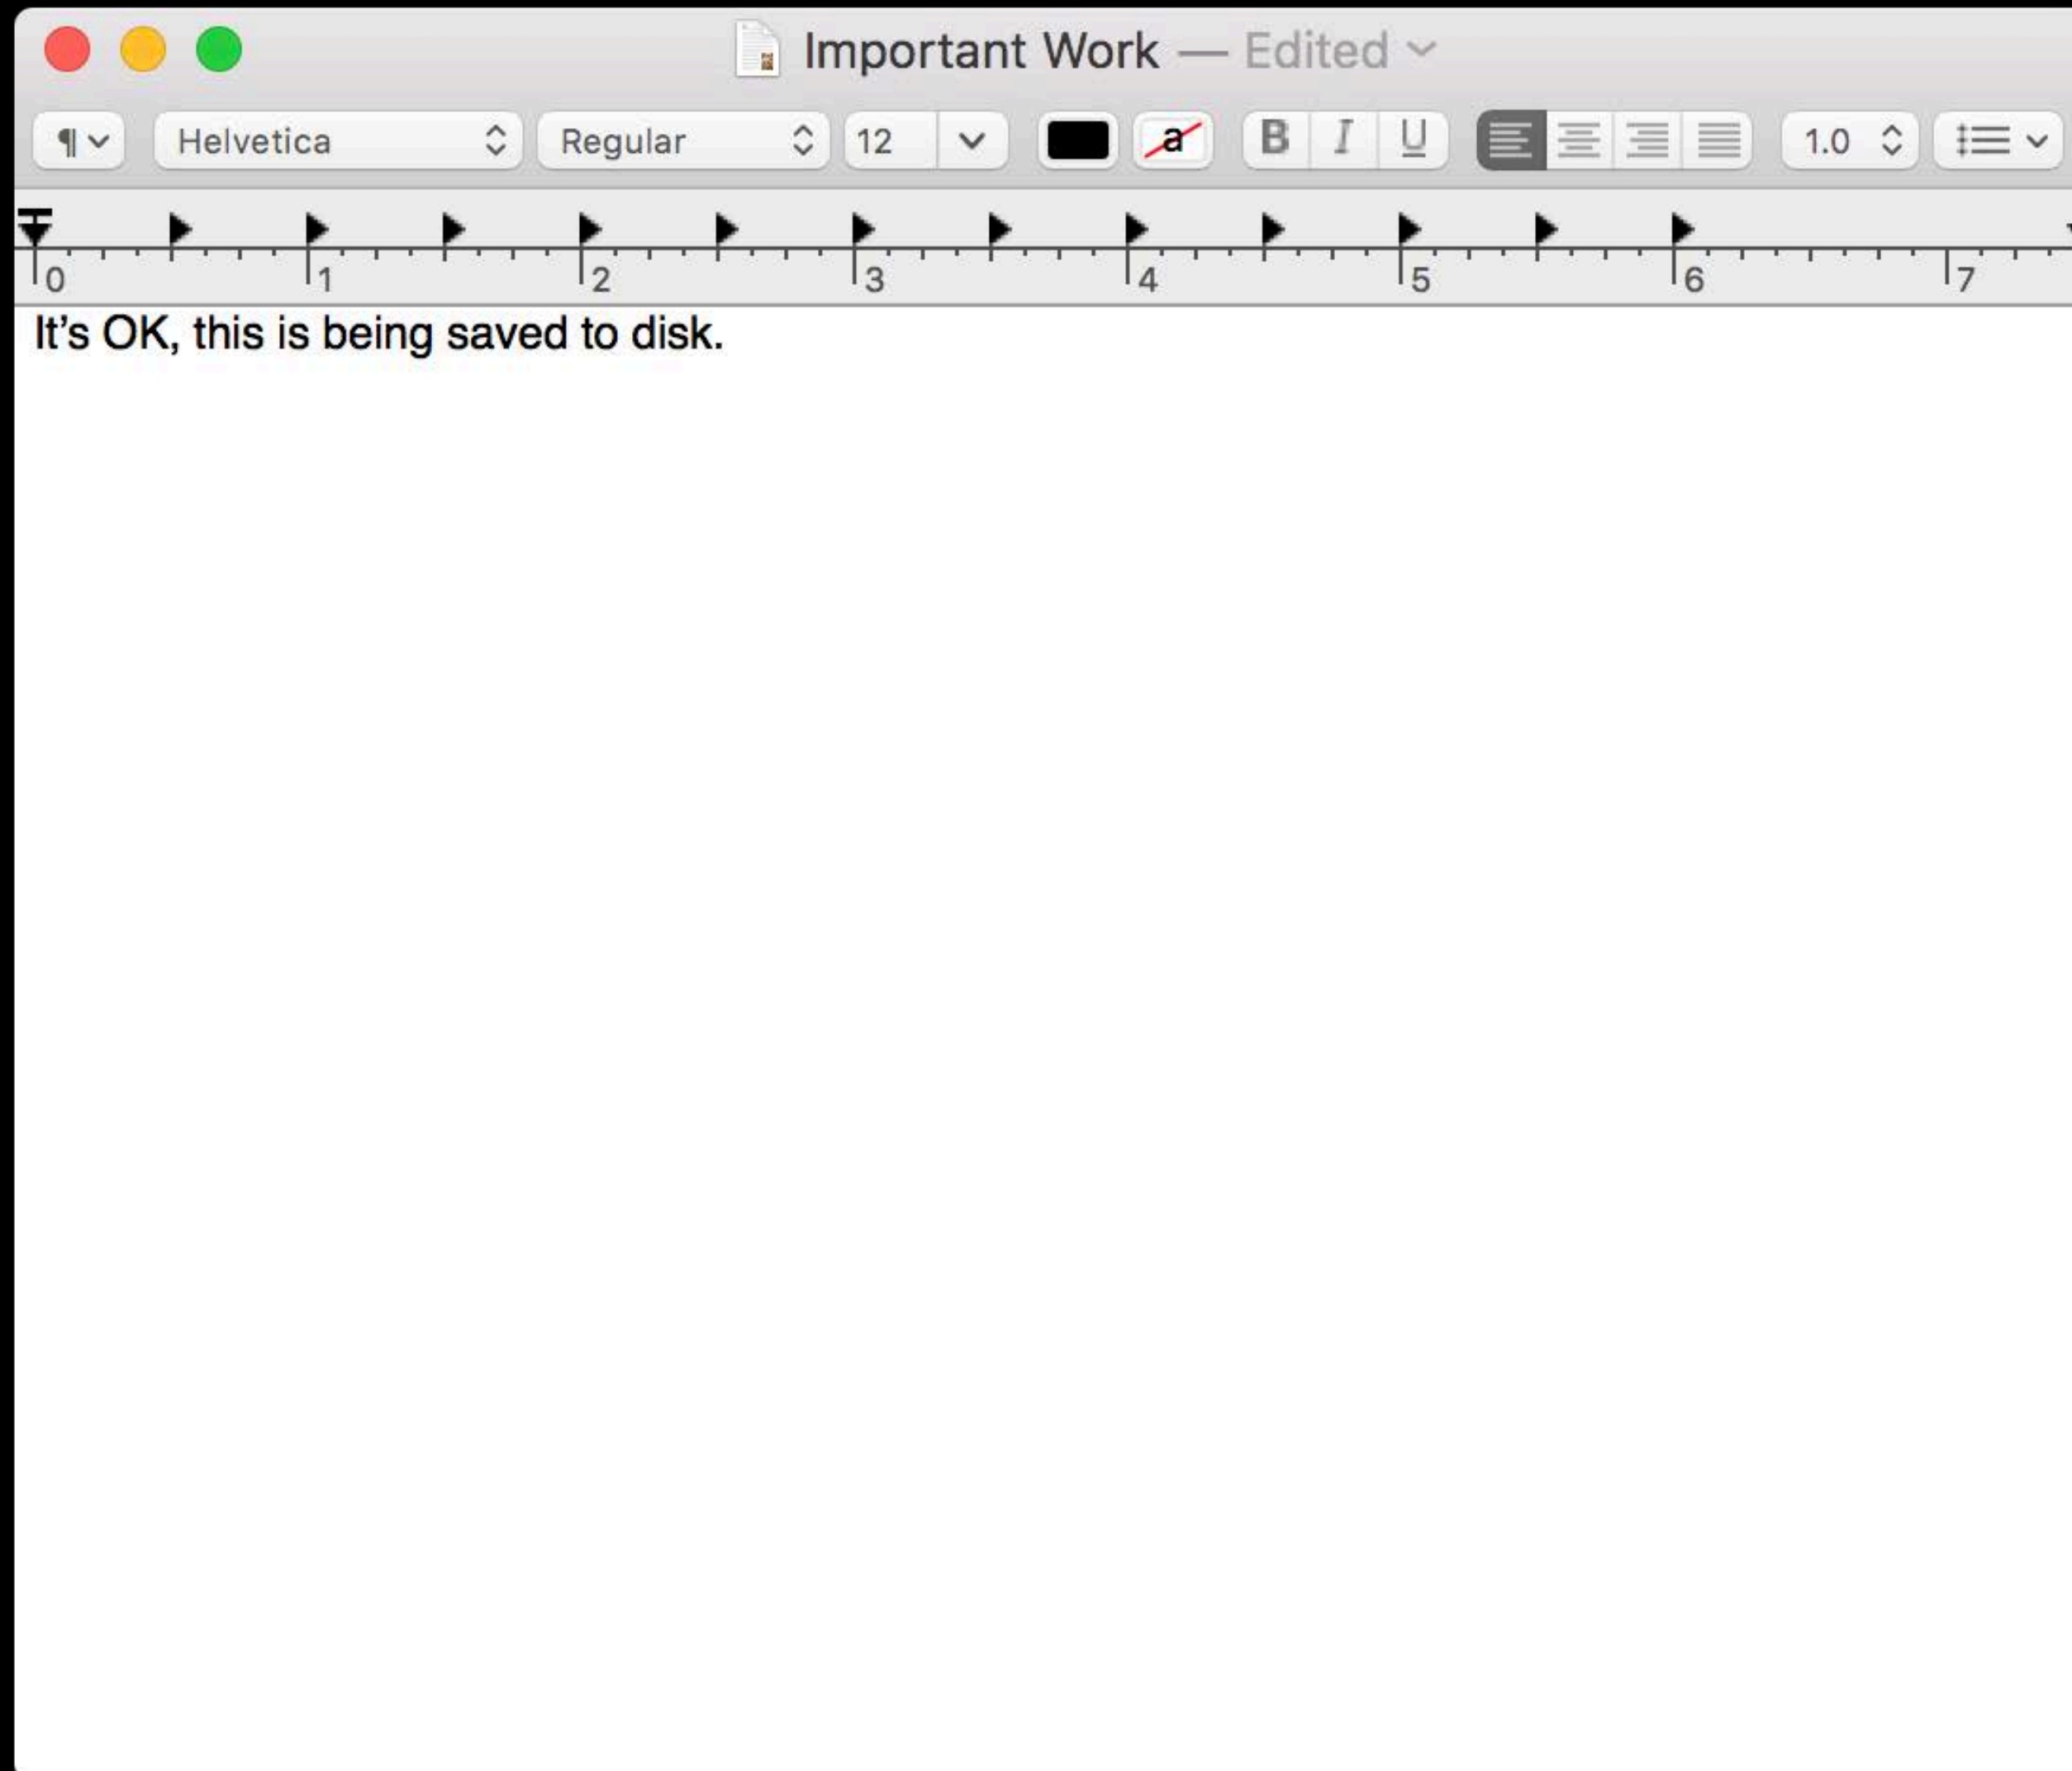 Important Work — Edited
¶ Helvetica Regular 12 a B I U 1.0
0 1 2 3 4 5 6 7
It’s OK, this is being saved to disk.